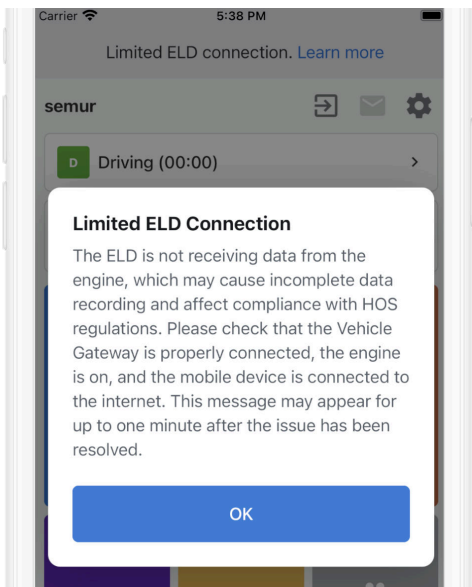 Carrier 5:38 PM
Limited ELD connection. Learn more
semur
D Driving (00:00)
Limited ELD Connection
The ELD is not receiving data from the
engine, which may cause incomplete data
recording and affect compliance with HOS
regulations. Please check that the Vehicle
Gateway is properly connected, the engine
is on, and the mobile device is connected to
the internet. This message may appear for
up to one minute after the issue has been
resolved.
OK